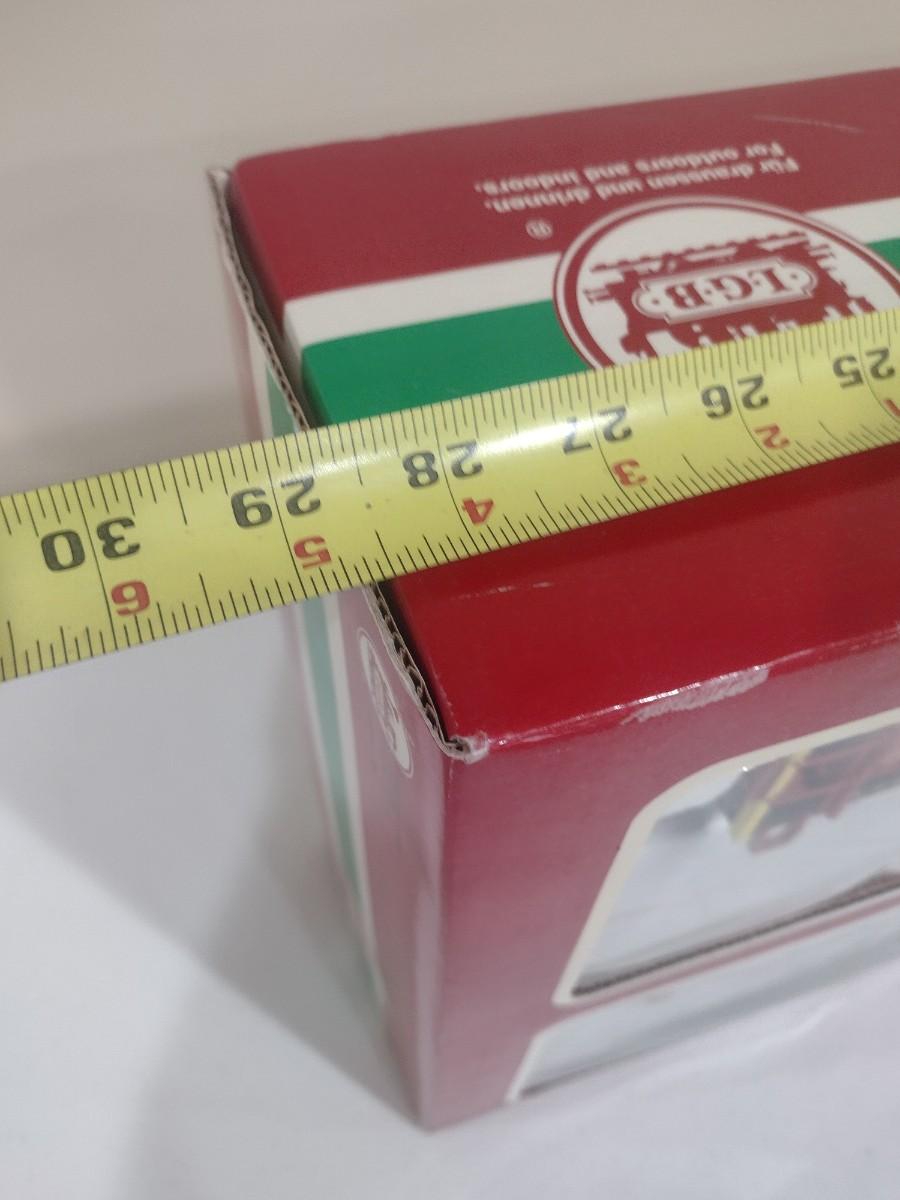 Für draussen und drinnen.
For outdoors and indoors.
®
L·G·B
30 29 28 27 26 25
6 5 4 3 2 1